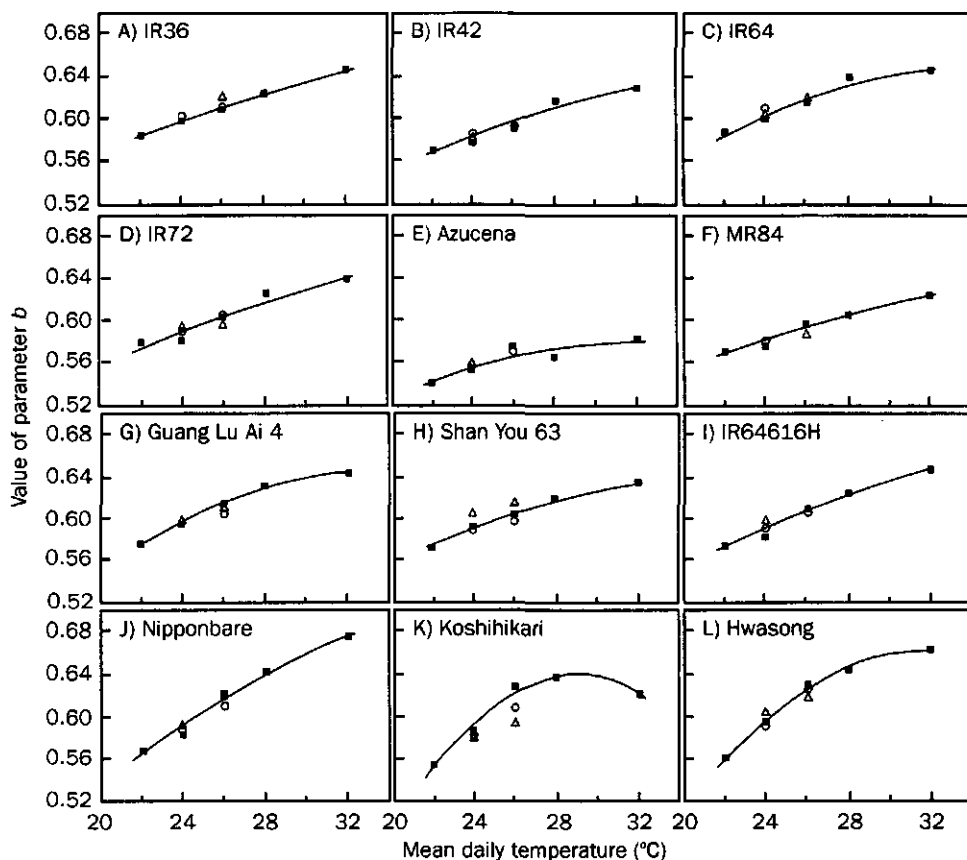 A) IR36
B) IR42
C) IR64
0.68
0.64
0.60
0.56
0.52
D) IR72
E) Azucena
F) MR84
0.68
0.64
0.60
0.56
0.52
G) Guang Lu Ai 4
H) Shan You 63
I) IR64616H
0.68
0.64
0.60
0.56
0.52
J) Nipponbare
K) Koshihikari
L) Hwasong
0.68
0.64
0.60
0.56
0.52
Value of parameter b
20 24 28 32 20 24 28 32 20 24 28 32
Mean daily temperature (°C)